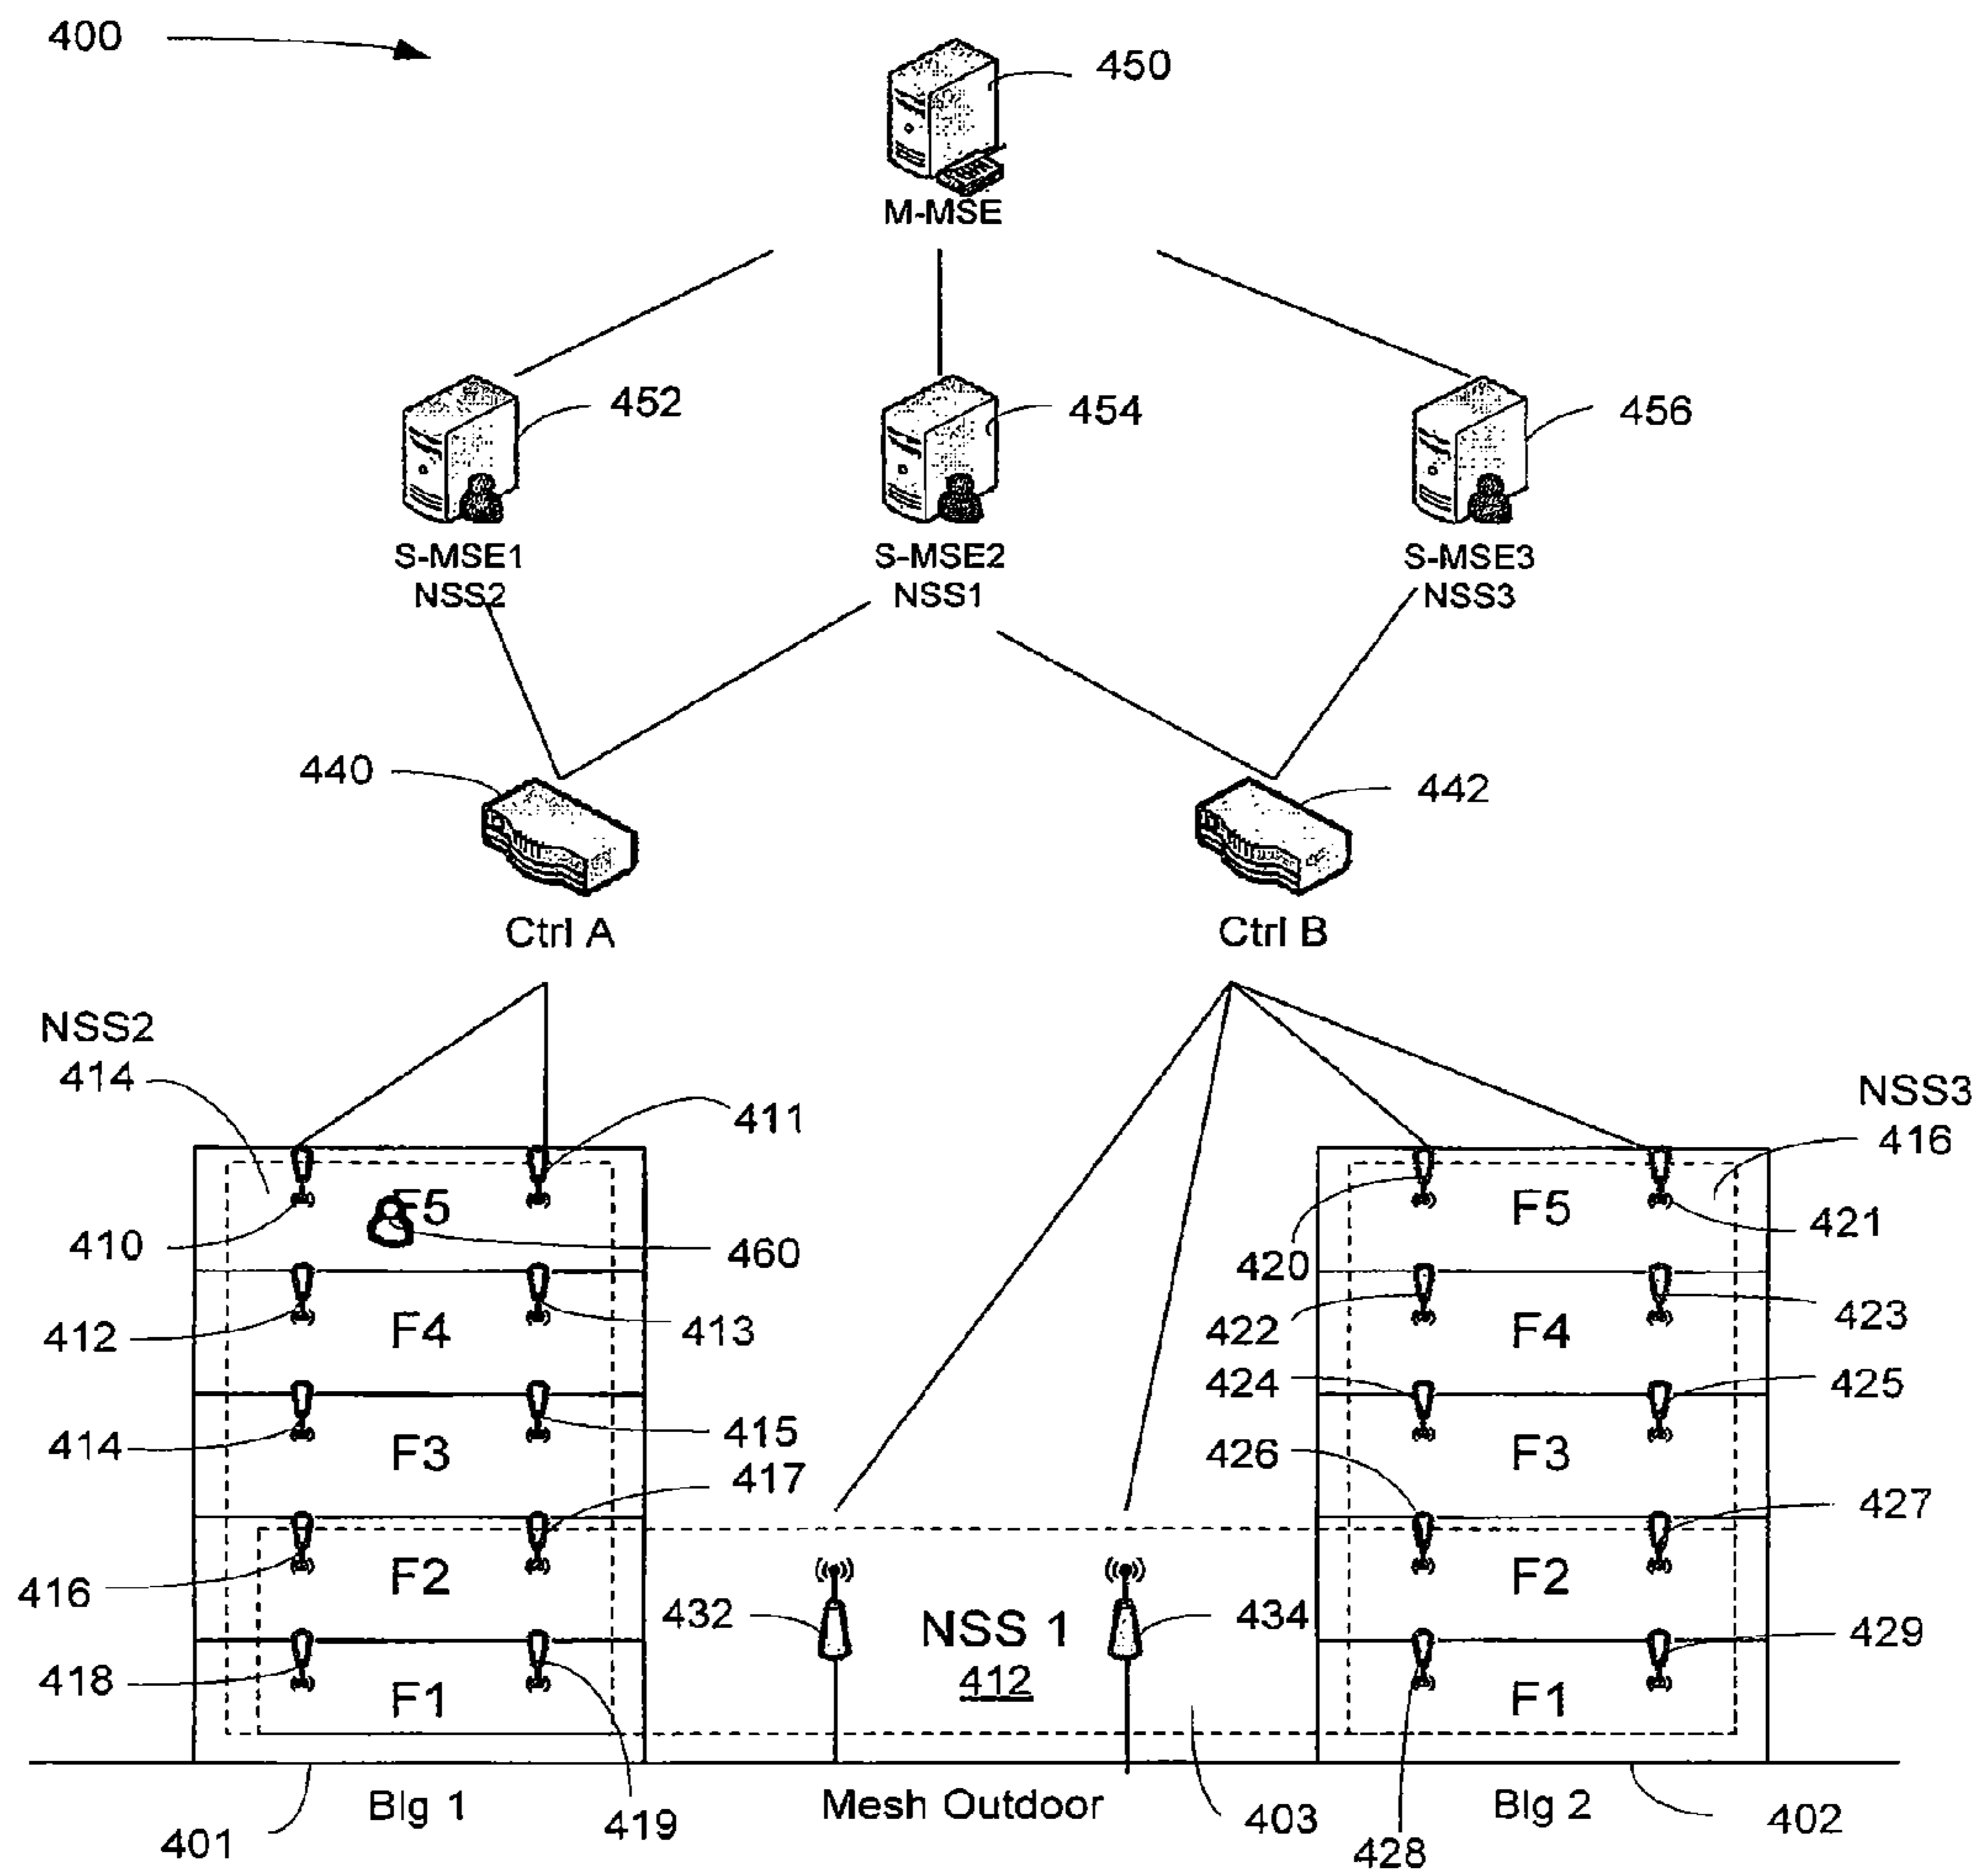 400
450
M-MSE
452
454
456
S-MSE1
NSS2
S-MSE2
NSS1
S-MSE3
NSS3
440
442
Ctrl A
Ctrl B
NSS2
414
411
NSS3
416
410
F5
460
420
F5
421
412
F4
413
422
F4
423
414
F3
415
424
F3
425
417
426
427
416
F2
432
NSS 1
412
434
F2
429
418
F1
F1
401
Blg 1
419
Mesh Outdoor
403
Blg 2
428
402